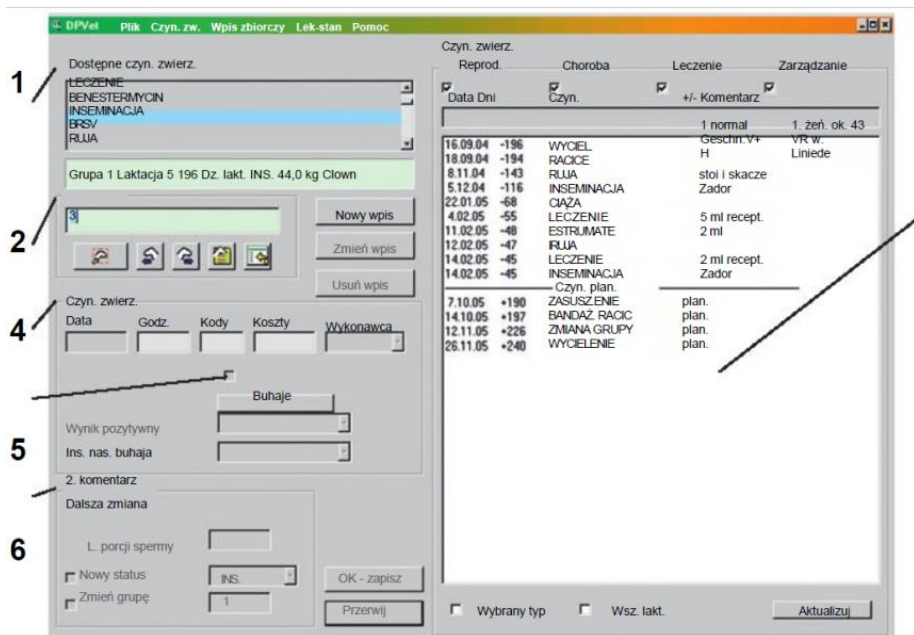 DPVet Plik Czyn. zw. Wpis zbiorczy Lek-stan Pomoc
1
Dostępne czyn. zwierz.
LECZENIE
BENESTERMYCIN
INSEMINACJA
BRSV
RUJA
Grupa 1 Laktacja 5 196 Dz. lakt. INS. 44,0 kg Clown
2
3
Nowy wpis
Zmień wpis
Usuń wpis
4
Czyn. zwierz.
Data Godz. Kody Koszty Wykonawca
Buhaje
5
Wynik pozytywny
Ins. nas. buhaja
2. komentarz
6
Dalsza zmiana
L. porcji spermy
Nowy status INS.
Zmień grupę 1
OK - zapisz
Przerwij
Czyn. zwierz.
Reprod. Choroba Leczenie Zarządzanie
Data Dni Czyn. +/- Komentarz
1 normal 1. żeń. ok. 43
16.09.04 -196 WYCIEL. Geschn.V+ VR w.
18.09.04 -194 RACICE H Liniede
8.11.04 -143 RUJA stoi i skacze
5.12.04 -116 INSEMINACJA Zador
22.01.05 -68 CIĄŻA
4.02.05 -55 LECZENIE 5 ml recept.
11.02.05 -48 ESTRUMATE 2 ml
12.02.05 -47 RUJA
14.02.05 -45 LECZENIE 2 ml recept.
14.02.05 -45 INSEMINACJA Zador
Czyn. plan.
7.10.05 +190 ZASUSZENIE plan.
14.10.05 +197 BANDAŻ. RACIC plan.
12.11.05 +226 ZMIANA GRUPY plan.
26.11.05 +240 WYCIELENIE plan.
Wybrany typ Wsz. lakt. Aktualizuj